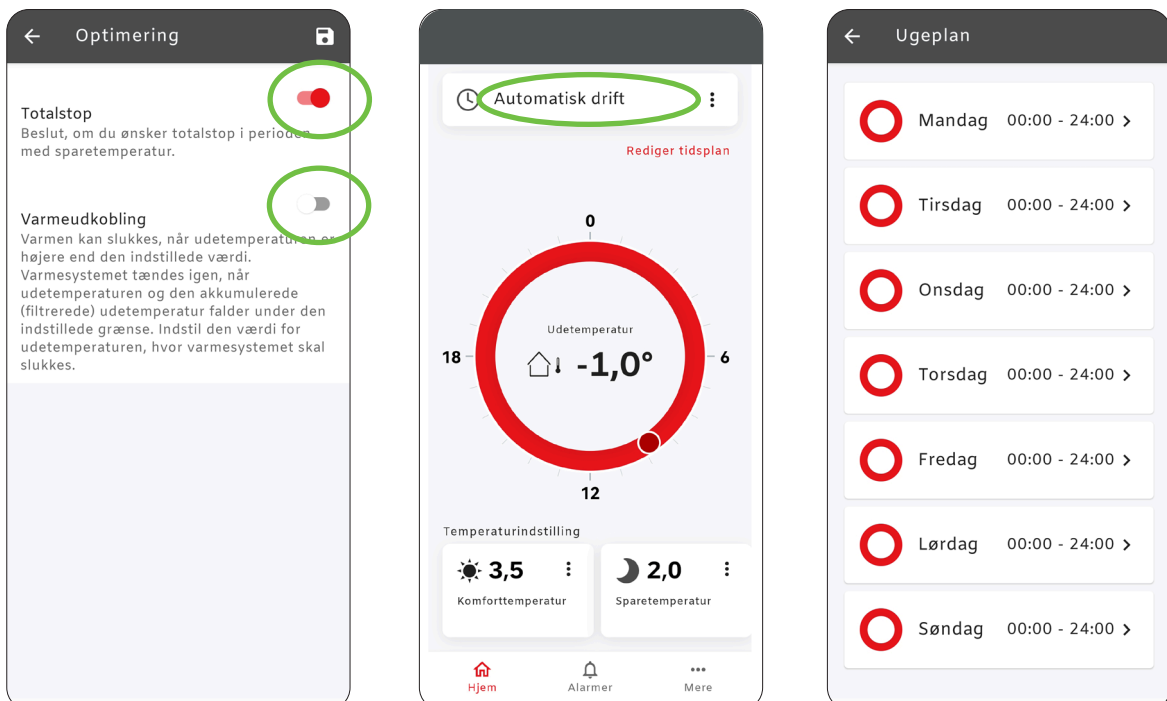 Optimering
Totalstop
Beslut, om du ønsker totalstop i perioden
med sparetemperatur.
Varmeudkobling
Varmen kan slukkes, når udetemperaturen er
højere end den indstillede værdi.
Varmesystemet tændes igen, når
udetemperaturen og den akkumulerede
(filtrerede) udetemperatur falder under den
indstillede grænse. Indstil den værdi for
udetemperaturen, hvor varmesystemet skal
slukkes.
Automatisk drift
Rediger tidsplan
0
Udetemperatur
18
-1,0°
6
12
Temperaturindstilling
3,5
Komforttemperatur
2,0
Sparetemperatur
Hjem
Alarmer
Mere
Ugeplan
Mandag 00:00 - 24:00
Tirsdag 00:00 - 24:00
Onsdag 00:00 - 24:00
Torsdag 00:00 - 24:00
Fredag 00:00 - 24:00
Lørdag 00:00 - 24:00
Søndag 00:00 - 24:00